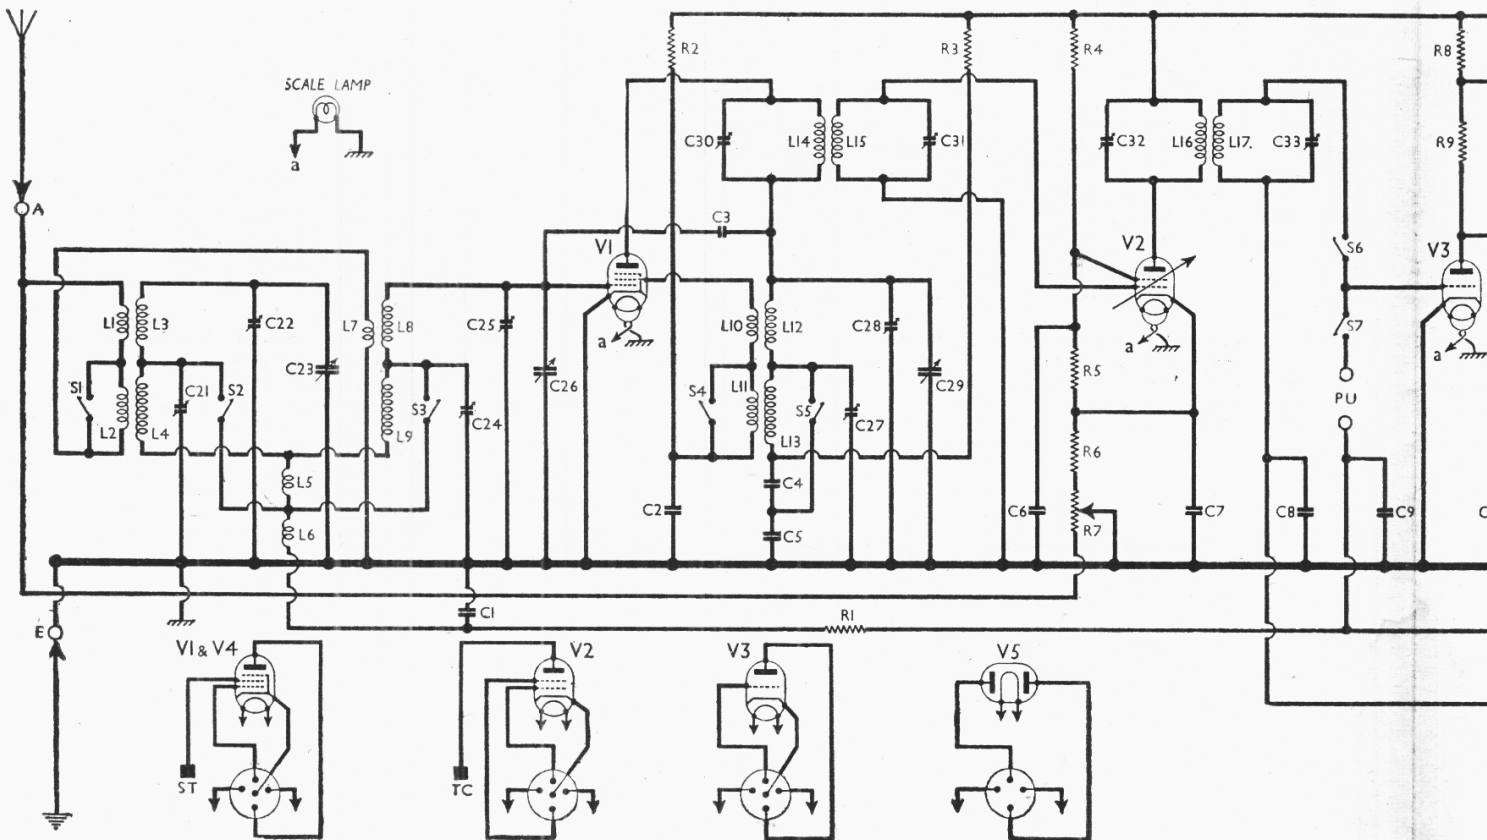 R2
R3
R4
R8
SCALE LAMP
a
C30
L14
L15
C31
C32
L16
L17.
C33
R9
A
C3
V1
V2
S6
V3
L1
L3
C22
L7
L8
C25
a
L10
L12
C28
a
S7
a
S1
C21
S2
C23
S3
C24
C26
S4
L11
S5
C27
C29
R5
PU
L2
L4
L9
L13
R6
L5
C4
L6
C2
C5
C6
R7
C7
C8
C9
C
E
C1
R1
V1 & V4
V2
V3
V5
ST
TC